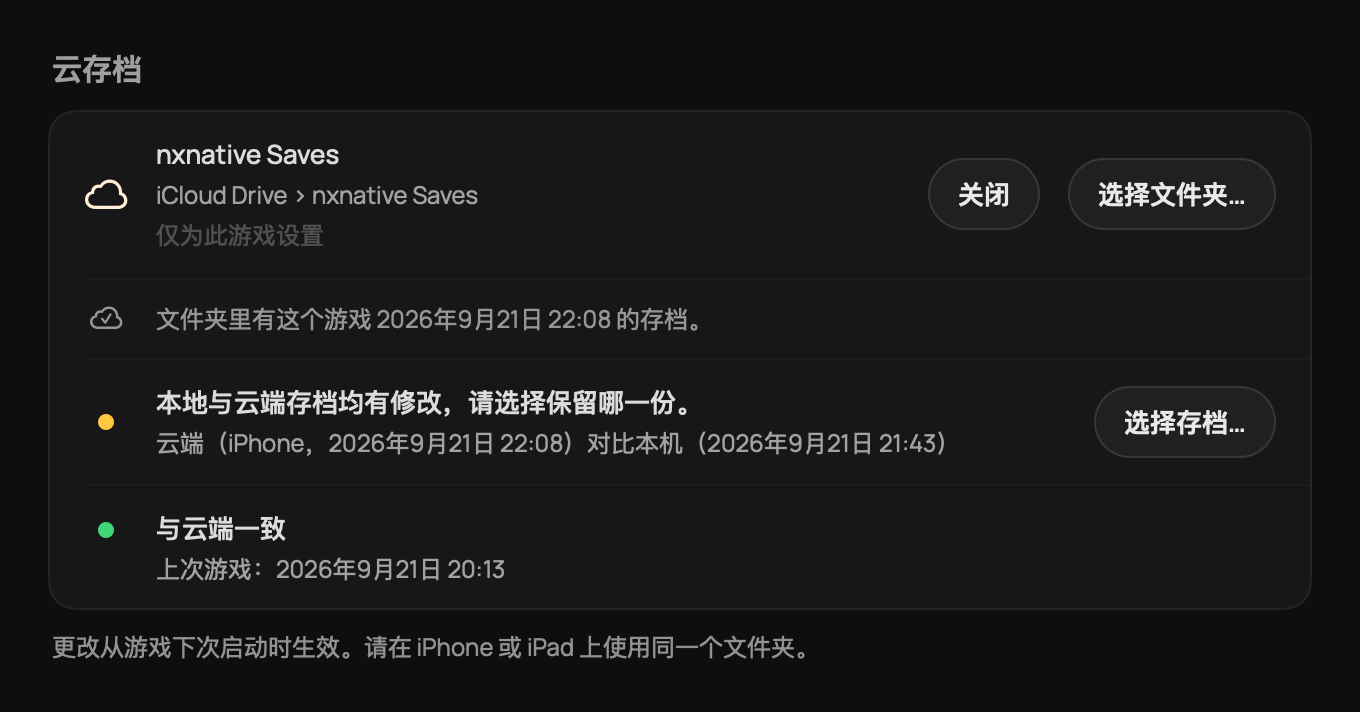 云存档
nxnative Saves
iCloud Drive › nxnative Saves
仅为此游戏设置
关闭
选择文件夹...
文件夹里有这个游戏 2026年9月21日 22:08 的存档。
本地与云端存档均有修改，请选择保留哪一份。
云端（iPhone，2026年9月21日 22:08）对比本机（2026年9月21日 21:43）
选择存档...
与云端一致
上次游戏：2026年9月21日 20:13
更改从游戏下次启动时生效。请在 iPhone 或 iPad 上使用同一个文件夹。